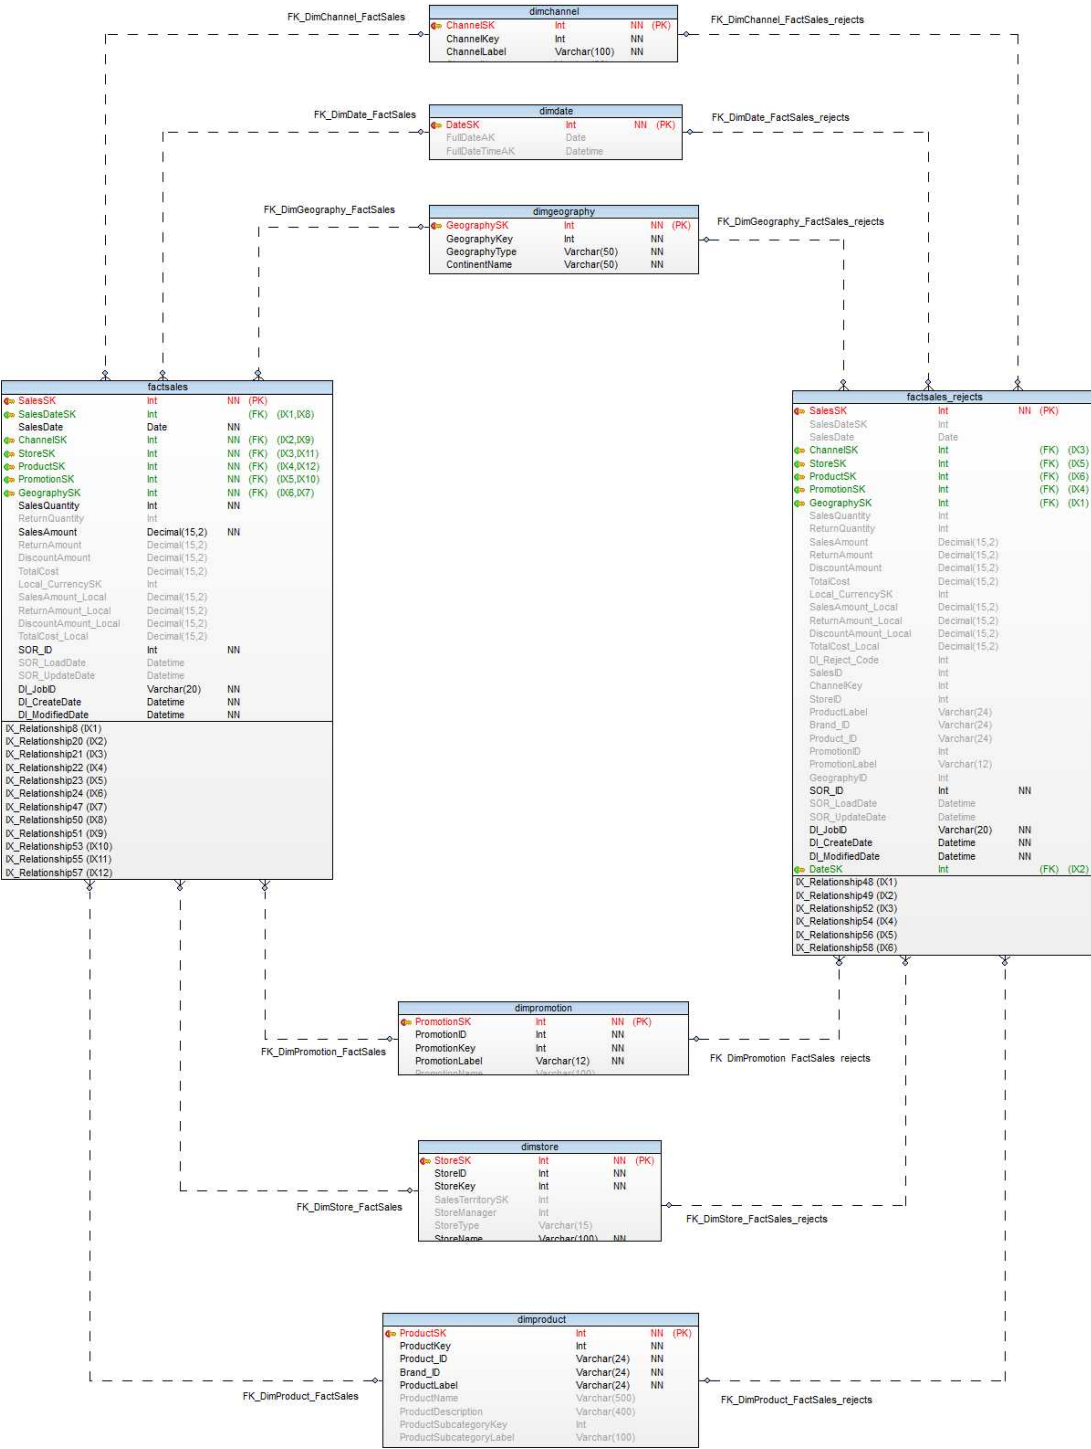 dimchannel
ChannelSK Int NN (PK)
ChannelKey Int NN
ChannelLabel Varchar(100) NN
FK_DimChannel_FactSales
FK_DimChannel_FactSales_rejects
dimdate
DateSK Int NN (PK)
FullDateAK Date
FullDateTimeAK Datetime
FK_DimDate_FactSales
FK_DimDate_FactSales_rejects
dimgeography
GeographySK Int NN (PK)
GeographyKey Int NN
GeographyType Varchar(50) NN
ContinentName Varchar(50) NN
FK_DimGeography_FactSales
FK_DimGeography_FactSales_rejects
factsales
SalesSK Int NN (PK)
SalesDateSK Int (FK) (IX1,IX8)
SalesDate Date NN
ChannelSK Int NN (FK) (IX2,IX9)
StoreSK Int NN (FK) (IX3,IX11)
ProductSK Int NN (FK) (IX4,IX12)
PromotionSK Int NN (FK) (IX5,IX10)
GeographySK Int NN (FK) (IX6,IX7)
SalesQuantity Int NN
ReturnQuantity Int
SalesAmount Decimal(15,2) NN
ReturnAmount Decimal(15,2)
DiscountAmount Decimal(15,2)
TotalCost Decimal(15,2)
Local_CurrencySK Int
SalesAmount_Local Decimal(15,2)
ReturnAmount_Local Decimal(15,2)
DiscountAmount_Local Decimal(15,2)
TotalCost_Local Decimal(15,2)
SOR_ID Int NN
SOR_LoadDate Datetime
SOR_UpdateDate Datetime
DI_JobID Varchar(20) NN
DI_CreateDate Datetime NN
DI_ModifiedDate Datetime NN
IX_Relationship8 (IX1)
IX_Relationship20 (IX2)
IX_Relationship21 (IX3)
IX_Relationship22 (IX4)
IX_Relationship23 (IX5)
IX_Relationship24 (IX6)
IX_Relationship47 (IX7)
IX_Relationship50 (IX8)
IX_Relationship51 (IX9)
IX_Relationship53 (IX10)
IX_Relationship55 (IX11)
IX_Relationship57 (IX12)
factsales_rejects
SalesSK Int NN (PK)
SalesDateSK Int
SalesDate Date
ChannelSK Int (FK) (IX3)
StoreSK Int (FK) (IX5)
ProductSK Int (FK) (IX6)
PromotionSK Int (FK) (IX4)
GeographySK Int (FK) (IX1)
SalesQuantity Int
ReturnQuantity Int
SalesAmount Decimal(15,2)
ReturnAmount Decimal(15,2)
DiscountAmount Decimal(15,2)
TotalCost Decimal(15,2)
Local_CurrencySK Int
SalesAmount_Local Decimal(15,2)
ReturnAmount_Local Decimal(15,2)
DiscountAmount_Local Decimal(15,2)
TotalCost_Local Decimal(15,2)
DI_Reject_Code Int
SalesID Int
ChannelKey Int
StoreID Int
ProductLabel Varchar(24)
Brand_ID Varchar(24)
Product_ID Varchar(24)
PromotionID Int
PromotionLabel Varchar(12)
GeographyID Int
SOR_ID Int NN
SOR_LoadDate Datetime
SOR_UpdateDate Datetime
DI_JobID Varchar(20) NN
DI_CreateDate Datetime NN
DI_ModifiedDate Datetime NN
DateSK Int (FK) (IX2)
IX_Relationship48 (IX1)
IX_Relationship49 (IX2)
IX_Relationship52 (IX3)
IX_Relationship54 (IX4)
IX_Relationship56 (IX5)
IX_Relationship58 (IX6)
dimpromotion
PromotionSK Int NN (PK)
PromotionID Int NN
PromotionKey Int NN
PromotionLabel Varchar(12) NN
PromotionName Varchar(100)
FK_DimPromotion_FactSales
FK_DimPromotion_FactSales_rejects
dimstore
StoreSK Int NN (PK)
StoreID Int NN
StoreKey Int NN
SalesTerritorySK Int
StoreManager Int
StoreType Varchar(15)
StoreName Varchar(100) NN
FK_DimStore_FactSales
FK_DimStore_FactSales_rejects
dimproduct
ProductSK Int NN (PK)
ProductKey Int NN
Product_ID Varchar(24) NN
Brand_ID Varchar(24) NN
ProductLabel Varchar(24) NN
ProductName Varchar(500)
ProductDescription Varchar(400)
ProductSubcategoryKey Int
ProductSubcategoryLabel Varchar(100)
FK_DimProduct_FactSales
FK_DimProduct_FactSales_rejects